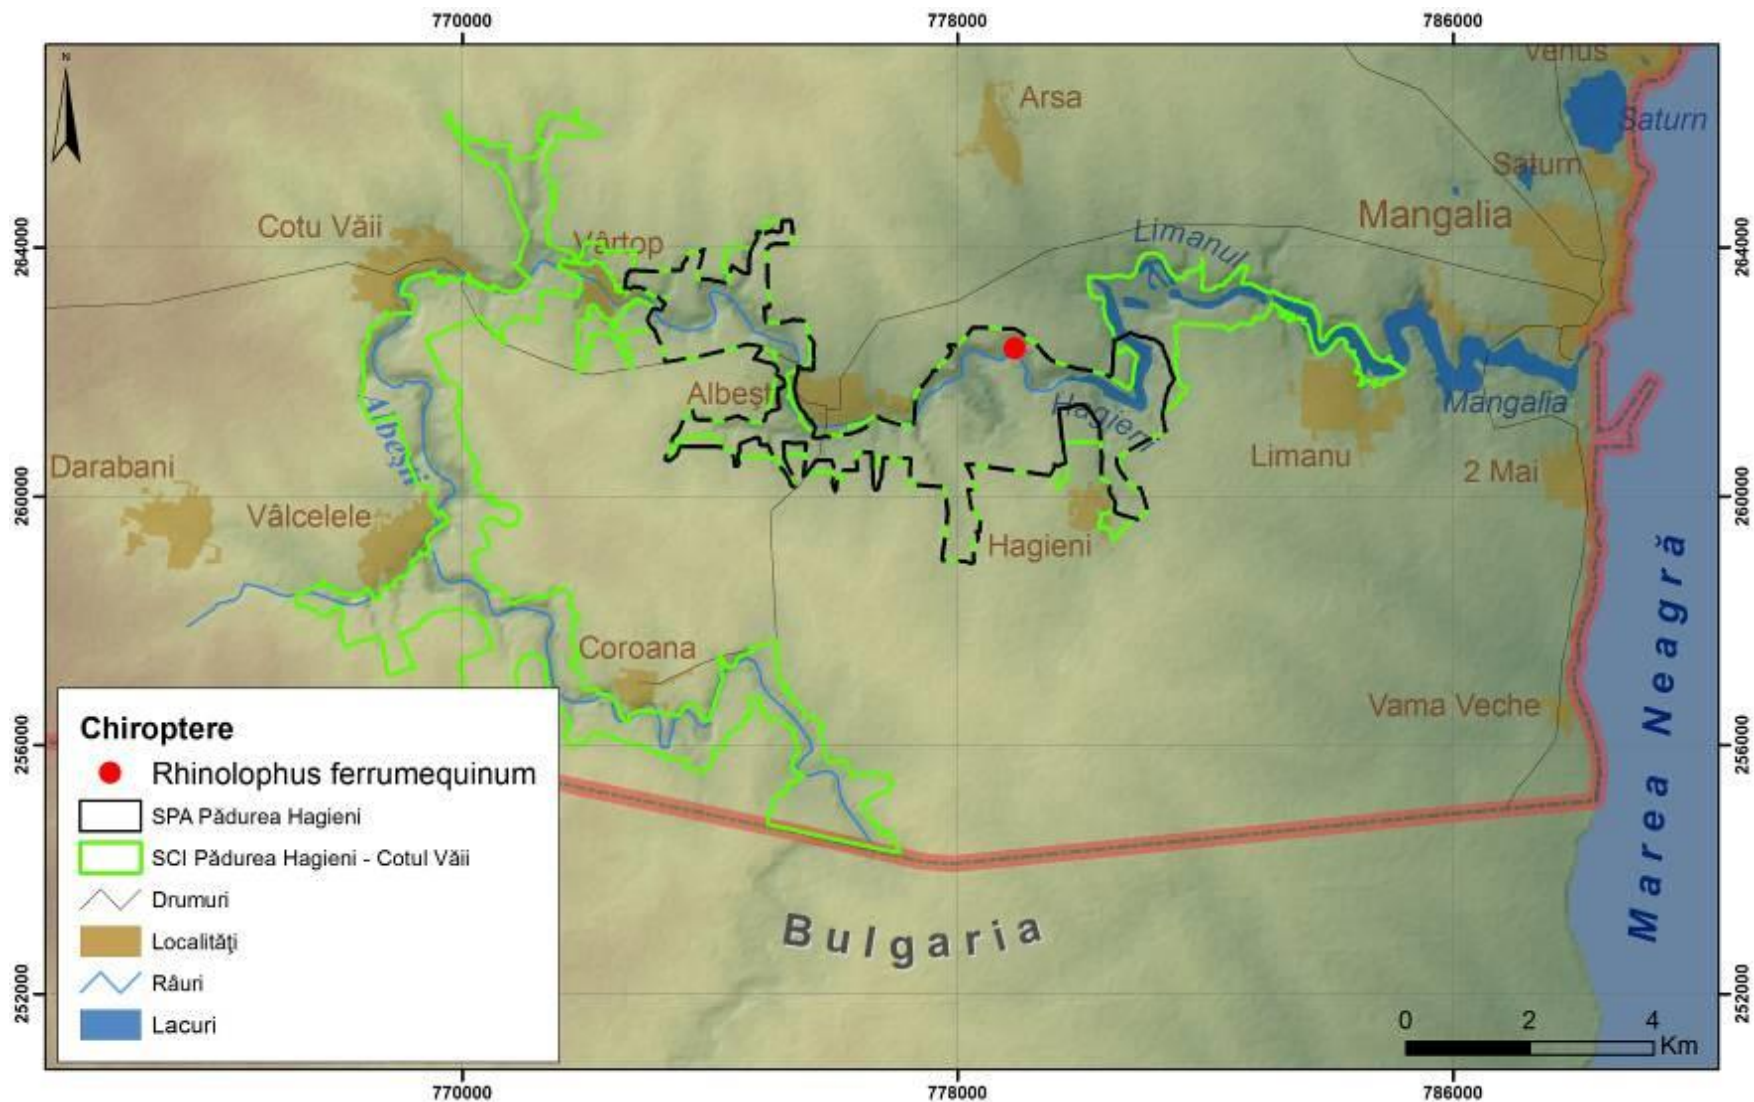 770000
778000
786000
N
Venus
Arsa
Saturn
Saturn
Mangalia
Cotu Văii
Vârtop
Limanul
264000
264000
Albești
Albeşti
Hagieni
Mangalia
Limanu
2 Mai
Darabani
Vâlcelele
260000
260000
Hagieni
Coroana
Vama Veche
Marea Neagră
256000
256000
Chiroptere
Rhinolophus ferrumequinum
SPA Pădurea Hagieni
SCI Pădurea Hagieni - Cotul Văii
Drumuri
Localităţi
Râuri
Lacuri
Bulgaria
252000
252000
0 2 4
Km
770000
778000
786000